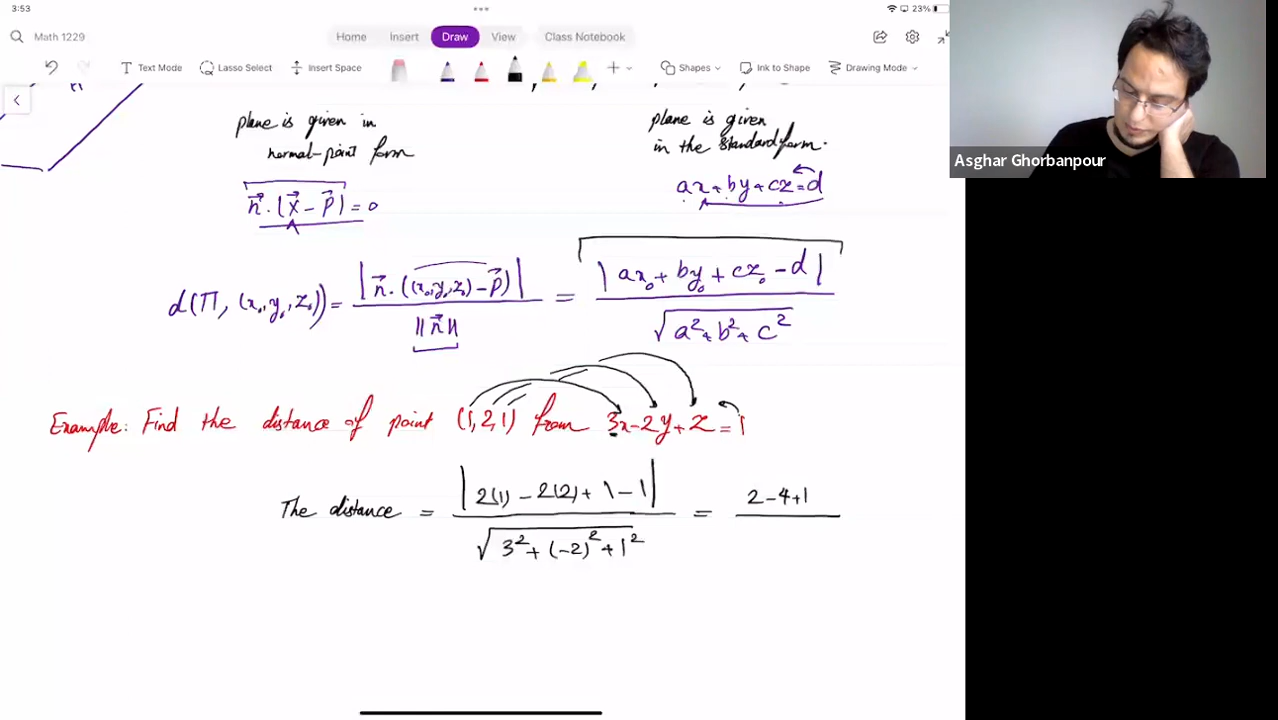 3:53
23%
Math 1229
Home Insert Draw View Class Notebook
Text Mode Lasso Select Insert Space Shapes Ink to Shape Drawing Mode
Asghar Ghorbanpour
plane is given in
normal-point form
n⃗·(x⃗-p⃗)=0
plane is given
in the standard form.
ax+by+cz=d
d(Π, (x₀,y₀,z₀)) = |n⃗·((x₀,y₀,z₀)-p⃗)| / ||n⃗|| = |ax₀+by₀+cz₀-d| / √(a²+b²+c²)
Example: Find the distance of point (1,2,1) from 3x-2y+z=1
The distance = |2(1)-2(2)+1-1| / √(3²+(-2)²+1²) = 2-4+1